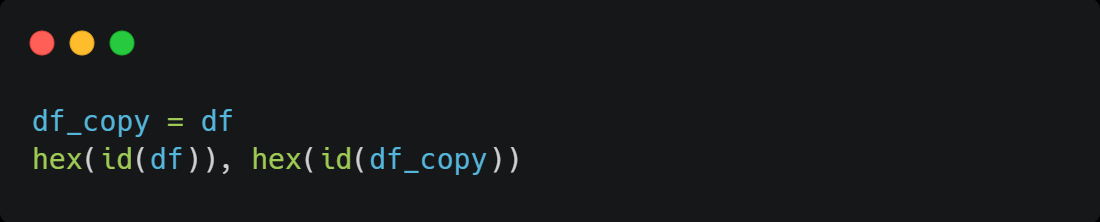 df_copy = df
hex(id(df)), hex(id(df_copy))